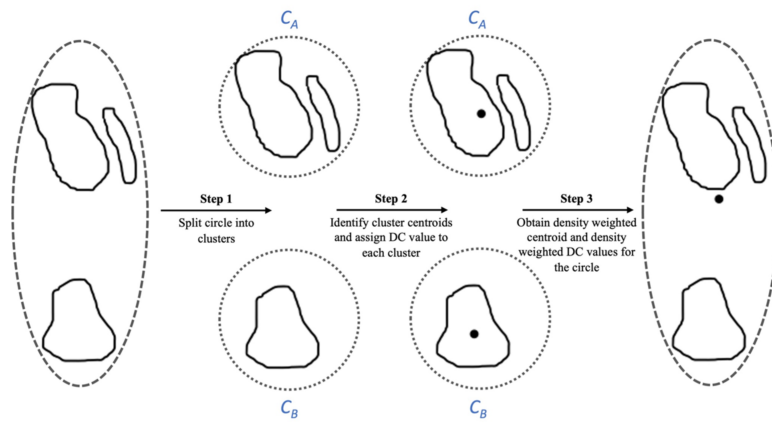 C_A
C_A
Step 1
Split circle into
clusters
Step 2
Identify cluster centroids
and assign DC value to
each cluster
Step 3
Obtain density weighted
centroid and density
weighted DC values for
the circle
C_B
C_B